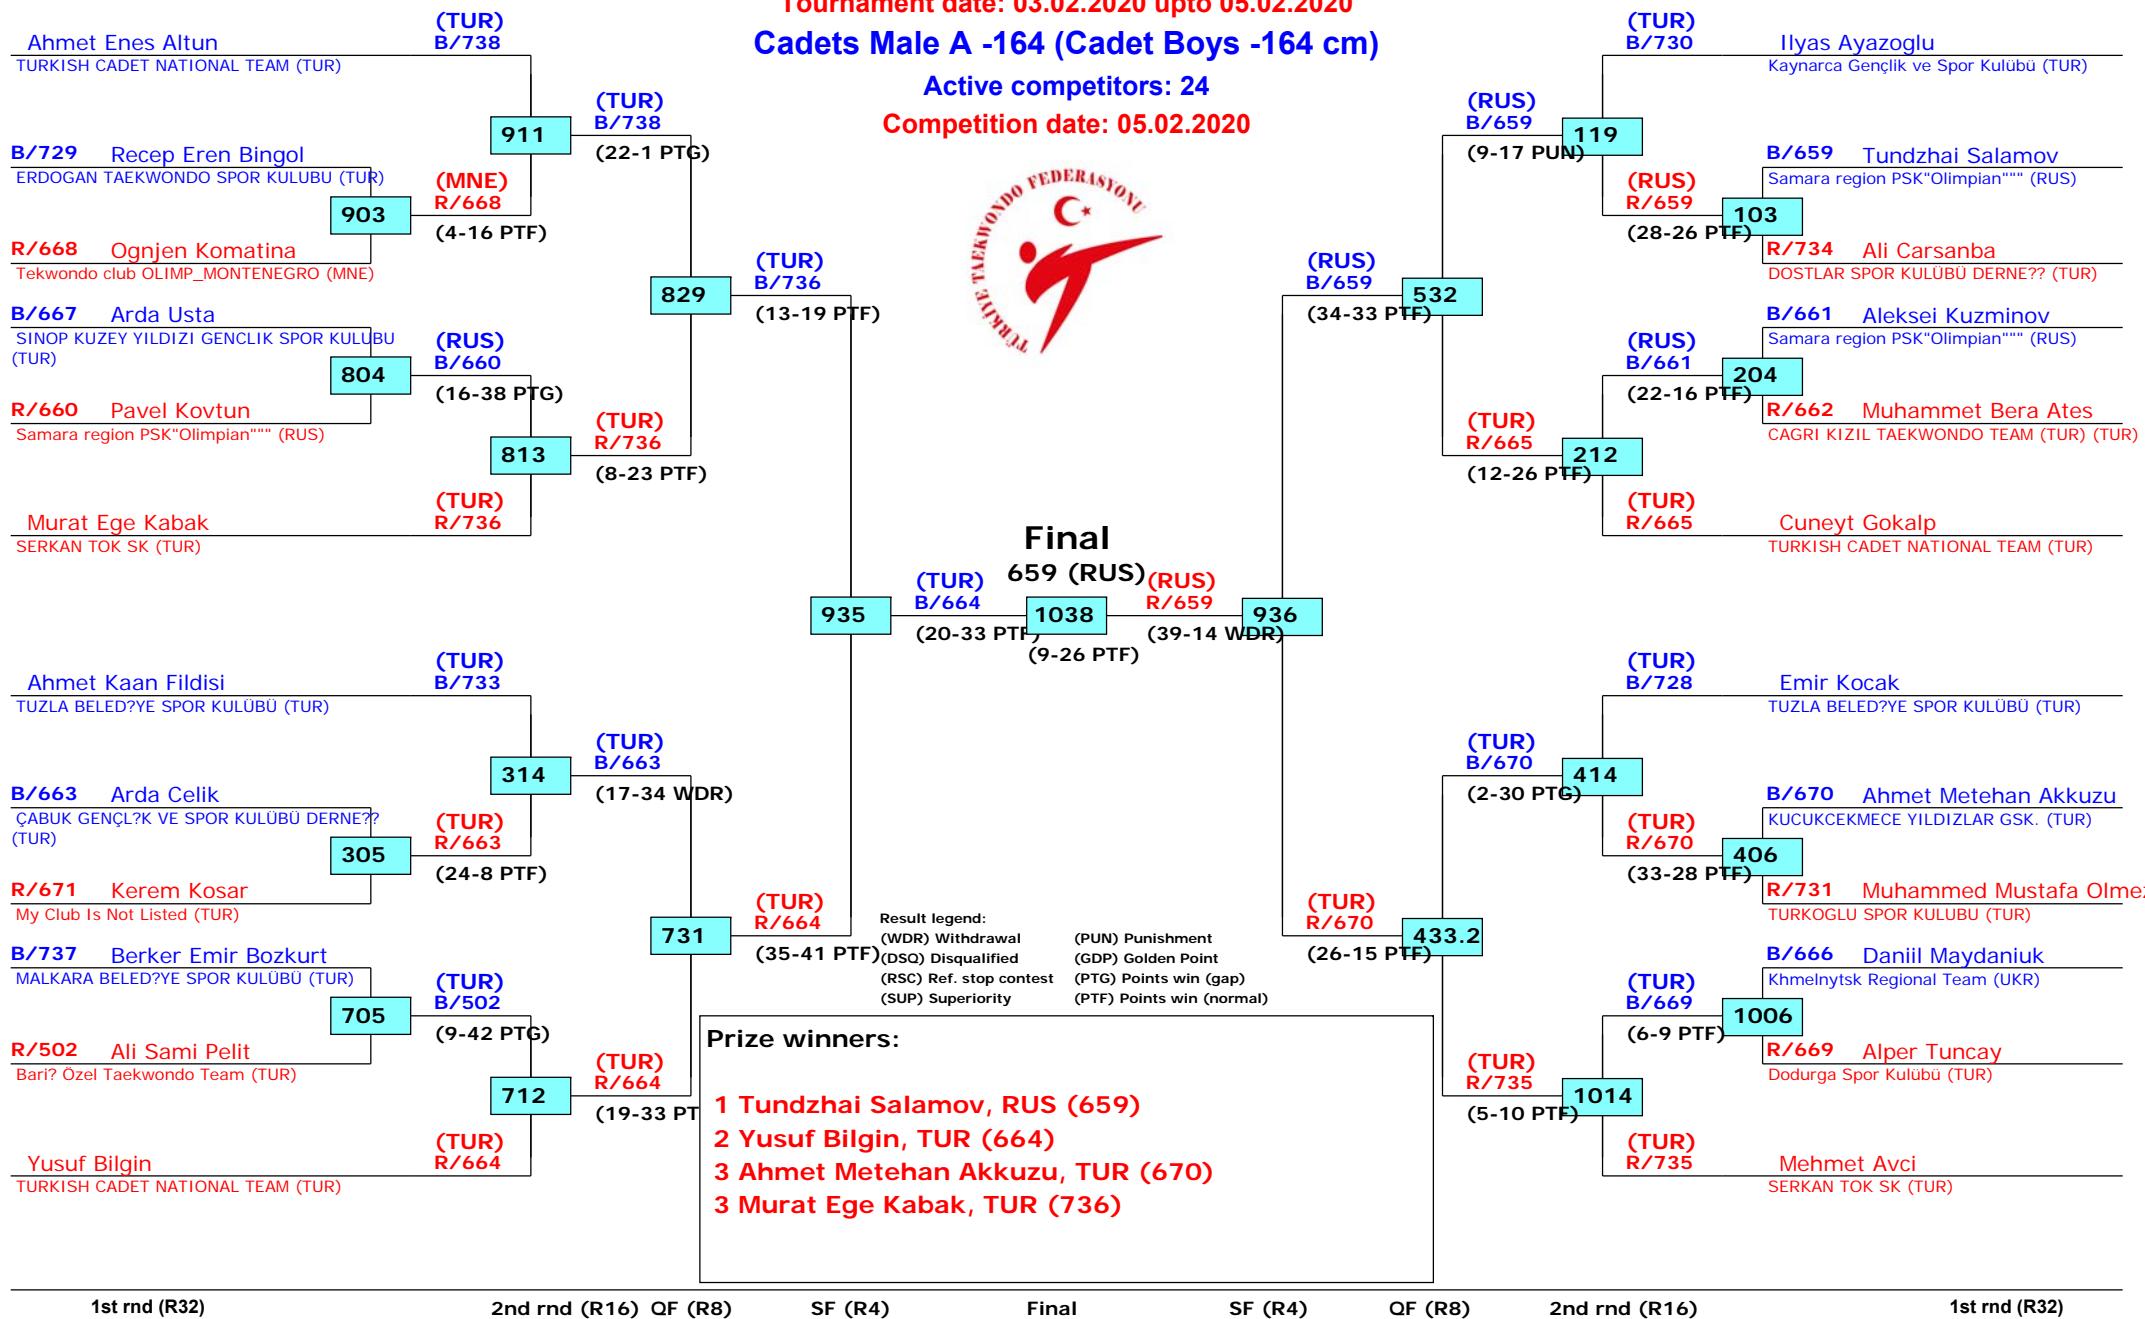 Tournament date: 03.02.2020 upto 05.02.2020
Cadets Male A -164 (Cadet Boys -164 cm)
Active competitors: 24
Competition date: 05.02.2020
TÜRKİYE TAEKWONDO FEDERASYONU
Ahmet Enes Altun
(TUR)
B/738
TURKISH CADET NATIONAL TEAM (TUR)
B/729 Recep Eren Bingol
ERDOGAN TAEKWONDO SPOR KULUBU (TUR)
903
R/668 Ognjen Komatina
Tekwondo club OLIMP_MONTENEGRO (MNE)
(MNE)
R/668
(4-16 PTF)
911
(TUR)
B/738
(22-1 PTG)
B/667 Arda Usta
SINOP KUZEY YILDIZI GENCLIK SPOR KULUBU
(TUR)
804
R/660 Pavel Kovtun
Samara region PSK"Olimpian""" (RUS)
(RUS)
B/660
(16-38 PTG)
813
(TUR)
R/736
(8-23 PTF)
Murat Ege Kabak
(TUR)
R/736
SERKAN TOK SK (TUR)
829
(TUR)
B/736
(13-19 PTF)
Ahmet Kaan Fildisi
(TUR)
B/733
TUZLA BELED?YE SPOR KULÜBÜ (TUR)
B/663 Arda Celik
ÇABUK GENÇL?K VE SPOR KULÜBÜ DERNE??
(TUR)
305
R/671 Kerem Kosar
My Club Is Not Listed (TUR)
(TUR)
R/663
(24-8 PTF)
314
(TUR)
B/663
(17-34 WDR)
B/737 Berker Emir Bozkurt
MALKARA BELED?YE SPOR KULÜBÜ (TUR)
705
R/502 Ali Sami Pelit
Bari? Özel Taekwondo Team (TUR)
(TUR)
B/502
(9-42 PTG)
712
(TUR)
R/664
(19-33 PT
Yusuf Bilgin
(TUR)
R/664
TURKISH CADET NATIONAL TEAM (TUR)
731
(TUR)
R/664
(35-41 PTF)
935
(TUR)
B/664
(20-33 PTF)
Final
659 (RUS)
1038
(9-26 PTF)
(RUS)
R/659
(39-14 WDR)
936
(RUS)
B/659
(34-33 PTF)
532
(RUS)
B/659
(9-17 PUN)
119
(TUR)
B/730
Ilyas Ayazoglu
Kaynarca Gençlik ve Spor Kulübü (TUR)
(RUS)
R/659
(28-26 PTF)
103
B/659 Tundzhai Salamov
Samara region PSK"Olimpian""" (RUS)
R/734 Ali Carsanba
DOSTLAR SPOR KULÜBÜ DERNE?? (TUR)
(TUR)
R/665
(12-26 PTF)
212
(RUS)
B/661
(22-16 PTF)
204
B/661 Aleksei Kuzminov
Samara region PSK"Olimpian""" (RUS)
R/662 Muhammet Bera Ates
CAGRI KIZIL TAEKWONDO TEAM (TUR) (TUR)
(TUR)
R/665
Cuneyt Gokalp
TURKISH CADET NATIONAL TEAM (TUR)
(TUR)
R/670
(26-15 PTF)
433.2
(TUR)
B/670
(2-30 PTG)
414
(TUR)
B/728
Emir Kocak
TUZLA BELED?YE SPOR KULÜBÜ (TUR)
(TUR)
R/670
(33-28 PTF)
406
B/670 Ahmet Metehan Akkuzu
KUCUKCEKMECE YILDIZLAR GSK. (TUR)
R/731 Muhammed Mustafa Olmez
TURKOGLU SPOR KULUBU (TUR)
(TUR)
R/735
(5-10 PTF)
1014
(TUR)
B/669
(6-9 PTF)
1006
B/666 Daniil Maydaniuk
Khmelnytsk Regional Team (UKR)
R/669 Alper Tuncay
Dodurga Spor Kulübü (TUR)
(TUR)
R/735
Mehmet Avci
SERKAN TOK SK (TUR)
Result legend:
(WDR) Withdrawal (PUN) Punishment
(DSQ) Disqualified (GDP) Golden Point
(RSC) Ref. stop contest (PTG) Points win (gap)
(SUP) Superiority (PTF) Points win (normal)
Prize winners:
1 Tundzhai Salamov, RUS (659)
2 Yusuf Bilgin, TUR (664)
3 Ahmet Metehan Akkuzu, TUR (670)
3 Murat Ege Kabak, TUR (736)
1st rnd (R32) 2nd rnd (R16) QF (R8) SF (R4) Final SF (R4) QF (R8) 2nd rnd (R16) 1st rnd (R32)